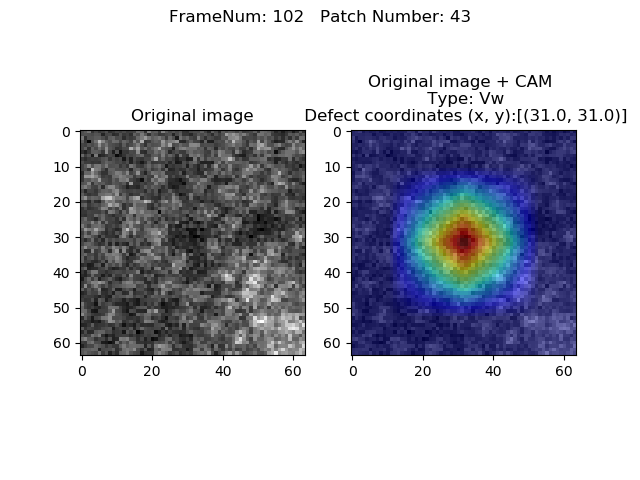 FrameNum: 102   Patch Number: 43
Original image
Original image + CAM
Type: Vw
Defect coordinates (x, y):[(31.0, 31.0)]
0
10
20
30
40
50
60
0 20 40 60
0
10
20
30
40
50
60
0 20 40 60